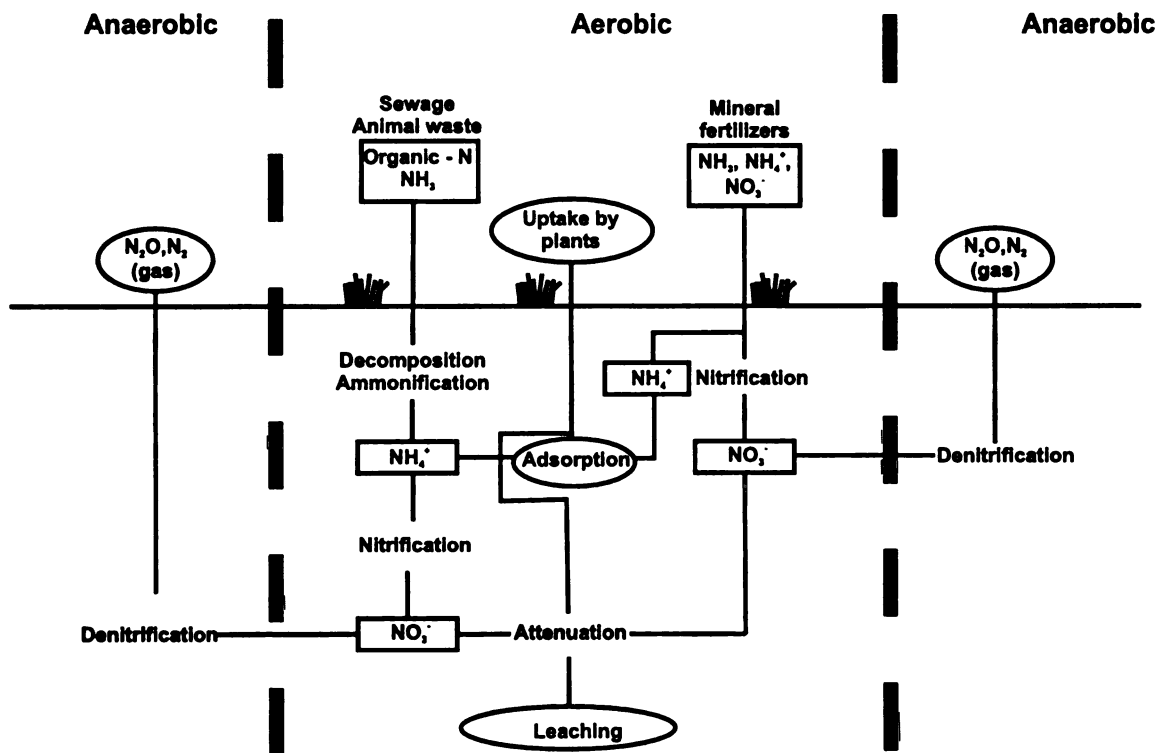 Anaerobic
Aerobic
Anaerobic
Sewage
Animal waste
Organic - N
NH₃
Mineral
fertilizers
NH₃, NH₄⁺,
NO₃⁻
Uptake by
plants
N₂O,N₂
(gas)
N₂O,N₂
(gas)
Decomposition
Ammonification
NH₄⁺
Nitrification
NH₄⁺
Adsorption
NO₃⁻
Denitrification
Nitrification
Denitrification
NO₃⁻
Attenuation
Leaching